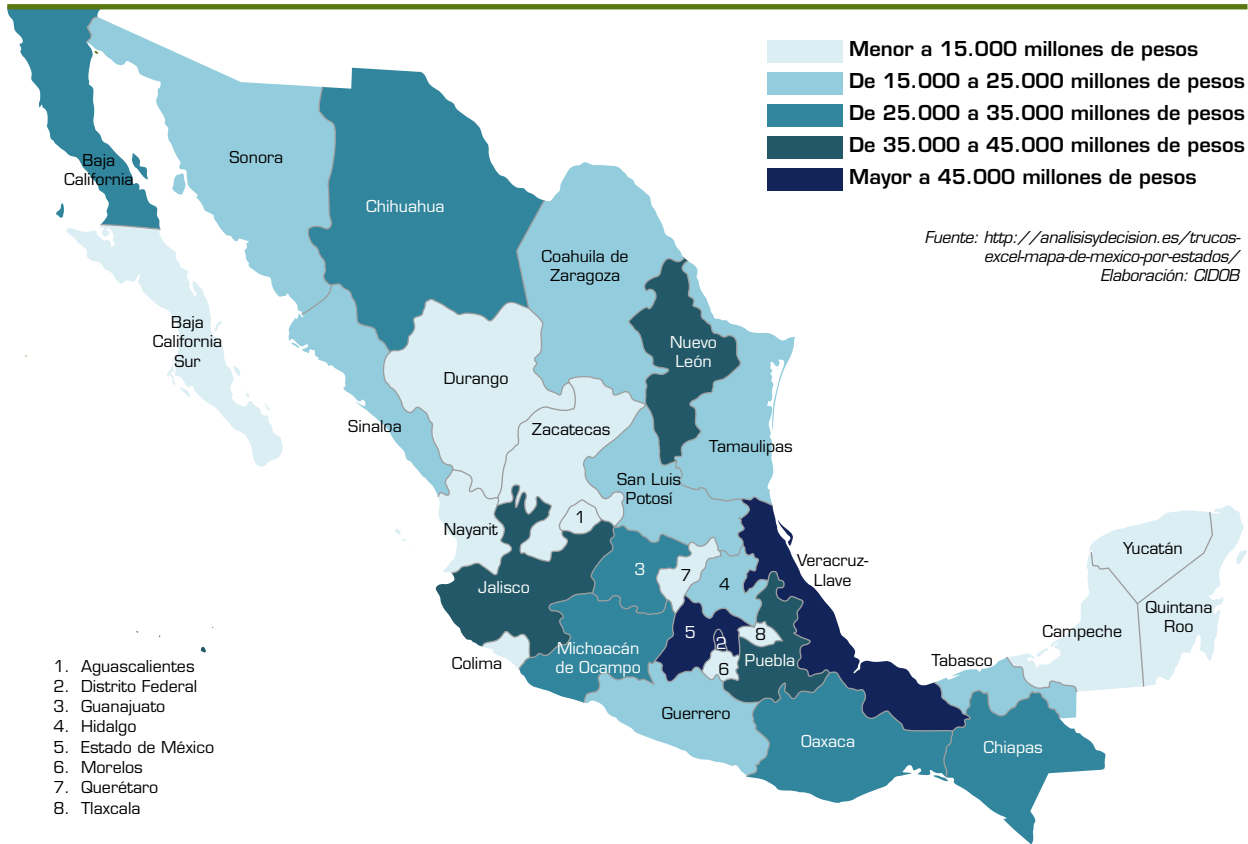 Menor a 15.000 millones de pesos
De 15.000 a 25.000 millones de pesos
De 25.000 a 35.000 millones de pesos
De 35.000 a 45.000 millones de pesos
Mayor a 45.000 millones de pesos
Fuente: http://analisisydecision.es/trucos-
excel-mapa-de-mexico-por-estados/
Elaboración: CIDOB
Baja
California
Sonora
Chihuahua
Coahuila de
Zaragoza
Baja
California
Sur
Nuevo
León
Durango
Sinaloa
Zacatecas
Tamaulipas
San Luis
Potosí
Nayarit
1
Jalisco
3
7
4
Veracruz-
Llave
5
2
8
6
Puebla
Colima
Michoacán
de Ocampo
Guerrero
Oaxaca
Tabasco
Chiapas
Campeche
Yucatán
Quintana
Roo
1. Aguascalientes
2. Distrito Federal
3. Guanajuato
4. Hidalgo
5. Estado de México
6. Morelos
7. Querétaro
8. Tlaxcala